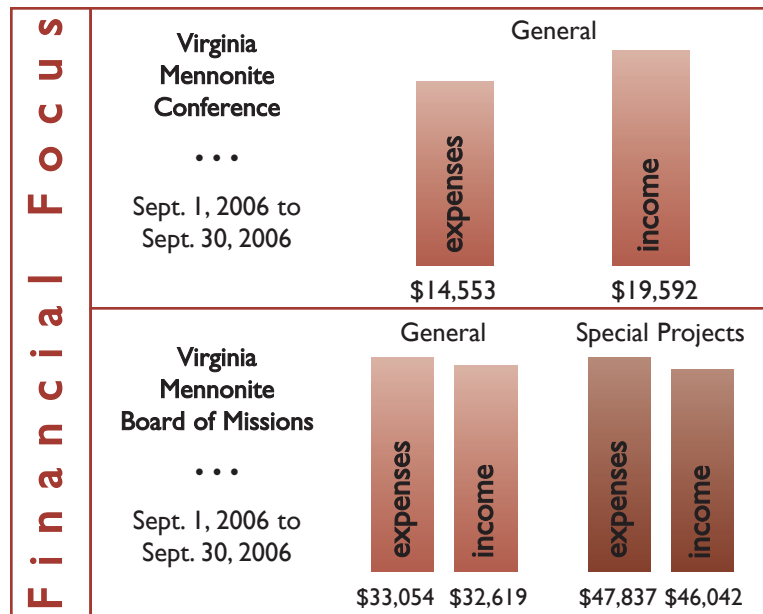 Financial Focus
Virginia
Mennonite
Conference
• • •
Sept. 1, 2006 to
Sept. 30, 2006
General
expenses
income
$14,553
$19,592
Virginia
Mennonite
Board of Missions
• • •
Sept. 1, 2006 to
Sept. 30, 2006
General
expenses
income
$33,054
$32,619
Special Projects
expenses
income
$47,837
$46,042